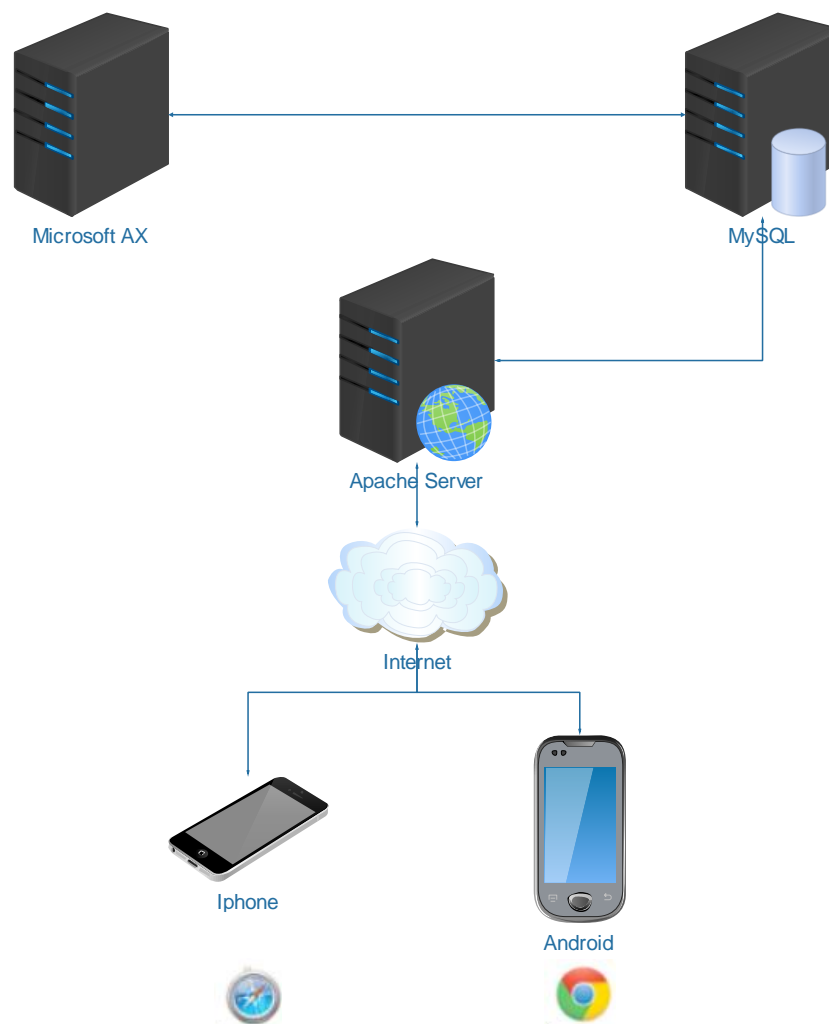 Microsoft AX
MySQL
Apache Server
Internet
Iphone
Android